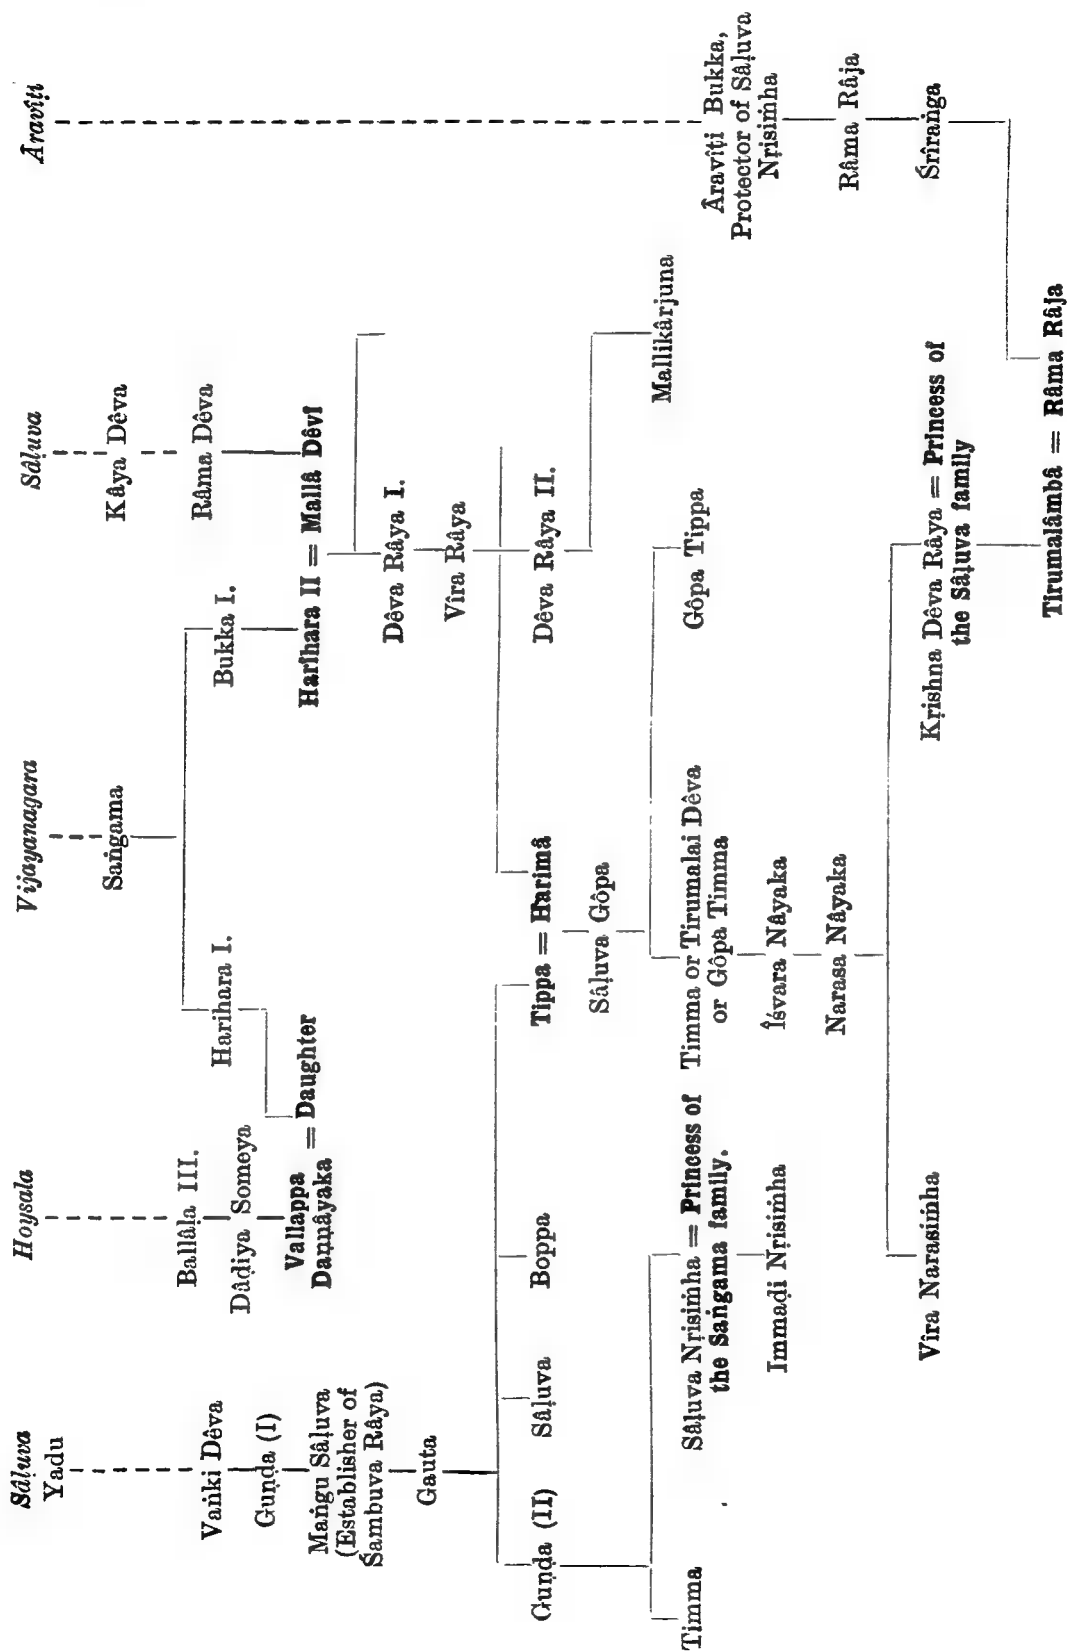 Sâḷuva Hoysala Vijayanagara Sâḷuva Âravîṭi
Yadu
Saṅgama Kâya Dêva
Vaṅki Dêva Ballâḷa III. Harihara I. Bukka I. Râma Dêva
Guṇḍa (I) Dâḍiya Someya
Maṅgu Sâḷuva
(Establisher of
Śambuva Râya)
Vallappa
Daṇṇâyaka = Daughter
Harihara II = Mallâ Dêvî
Gauta
Dêva Râya I.
Vîra Râya
Guṇḍa (II) Sâḷuva Boppa Tippa = Harimâ Dêva Râya II.
Sâḷuva Gôpa
Mallikârjuna
Timma
Sâḷuva Nṛisiṁha = Princess of
the Saṅgama family.
Timma or Tirumalai Dêva
or Gôpa Timma
Gôpa Tippa
Âravîṭi Bukka,
Protector of Sâḷuva
Nṛisiṁha
Immaḍi Nṛisiṁha Îśvara Nâyaka
Narasa Nâyaka Râma Râja
Vîra Narasiṁha
Kṛishna Dêva Râya = Princess of
the Sâḷuva family
Śrîraṅga
Tirumalâmbâ = Râma Râja